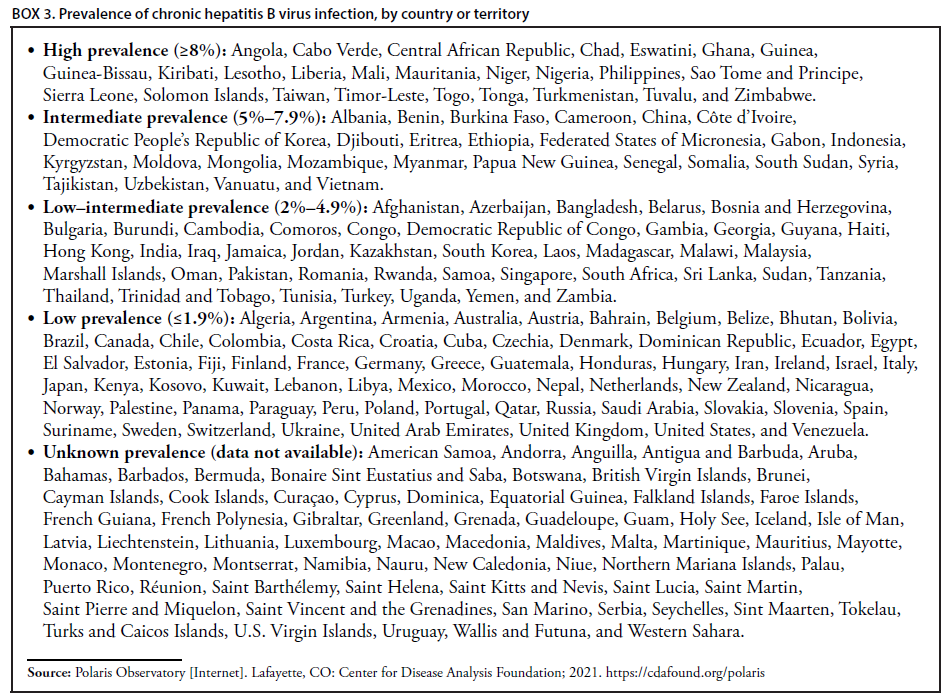 BOX 3. Prevalence of chronic hepatitis B virus infection, by country or territory
• High prevalence (≥8%): Angola, Cabo Verde, Central African Republic, Chad, Eswatini, Ghana, Guinea,
Guinea-Bissau, Kiribati, Lesotho, Liberia, Mali, Mauritania, Niger, Nigeria, Philippines, Sao Tome and Principe,
Sierra Leone, Solomon Islands, Taiwan, Timor-Leste, Togo, Tonga, Turkmenistan, Tuvalu, and Zimbabwe.
• Intermediate prevalence (5%–7.9%): Albania, Benin, Burkina Faso, Cameroon, China, Côte d’Ivoire,
Democratic People’s Republic of Korea, Djibouti, Eritrea, Ethiopia, Federated States of Micronesia, Gabon, Indonesia,
Kyrgyzstan, Moldova, Mongolia, Mozambique, Myanmar, Papua New Guinea, Senegal, Somalia, South Sudan, Syria,
Tajikistan, Uzbekistan, Vanuatu, and Vietnam.
• Low–intermediate prevalence (2%–4.9%): Afghanistan, Azerbaijan, Bangladesh, Belarus, Bosnia and Herzegovina,
Bulgaria, Burundi, Cambodia, Comoros, Congo, Democratic Republic of Congo, Gambia, Georgia, Guyana, Haiti,
Hong Kong, India, Iraq, Jamaica, Jordan, Kazakhstan, South Korea, Laos, Madagascar, Malawi, Malaysia,
Marshall Islands, Oman, Pakistan, Romania, Rwanda, Samoa, Singapore, South Africa, Sri Lanka, Sudan, Tanzania,
Thailand, Trinidad and Tobago, Tunisia, Turkey, Uganda, Yemen, and Zambia.
• Low prevalence (≤1.9%): Algeria, Argentina, Armenia, Australia, Austria, Bahrain, Belgium, Belize, Bhutan, Bolivia,
Brazil, Canada, Chile, Colombia, Costa Rica, Croatia, Cuba, Czechia, Denmark, Dominican Republic, Ecuador, Egypt,
El Salvador, Estonia, Fiji, Finland, France, Germany, Greece, Guatemala, Honduras, Hungary, Iran, Ireland, Israel, Italy,
Japan, Kenya, Kosovo, Kuwait, Lebanon, Libya, Mexico, Morocco, Nepal, Netherlands, New Zealand, Nicaragua,
Norway, Palestine, Panama, Paraguay, Peru, Poland, Portugal, Qatar, Russia, Saudi Arabia, Slovakia, Slovenia, Spain,
Suriname, Sweden, Switzerland, Ukraine, United Arab Emirates, United Kingdom, United States, and Venezuela.
• Unknown prevalence (data not available): American Samoa, Andorra, Anguilla, Antigua and Barbuda, Aruba,
Bahamas, Barbados, Bermuda, Bonaire Sint Eustatius and Saba, Botswana, British Virgin Islands, Brunei,
Cayman Islands, Cook Islands, Curaçao, Cyprus, Dominica, Equatorial Guinea, Falkland Islands, Faroe Islands,
French Guiana, French Polynesia, Gibraltar, Greenland, Grenada, Guadeloupe, Guam, Holy See, Iceland, Isle of Man,
Latvia, Liechtenstein, Lithuania, Luxembourg, Macao, Macedonia, Maldives, Malta, Martinique, Mauritius, Mayotte,
Monaco, Montenegro, Montserrat, Namibia, Nauru, New Caledonia, Niue, Northern Mariana Islands, Palau,
Puerto Rico, Réunion, Saint Barthélemy, Saint Helena, Saint Kitts and Nevis, Saint Lucia, Saint Martin,
Saint Pierre and Miquelon, Saint Vincent and the Grenadines, San Marino, Serbia, Seychelles, Sint Maarten, Tokelau,
Turks and Caicos Islands, U.S. Virgin Islands, Uruguay, Wallis and Futuna, and Western Sahara.
Source: Polaris Observatory [Internet]. Lafayette, CO: Center for Disease Analysis Foundation; 2021. https://cdafound.org/polaris